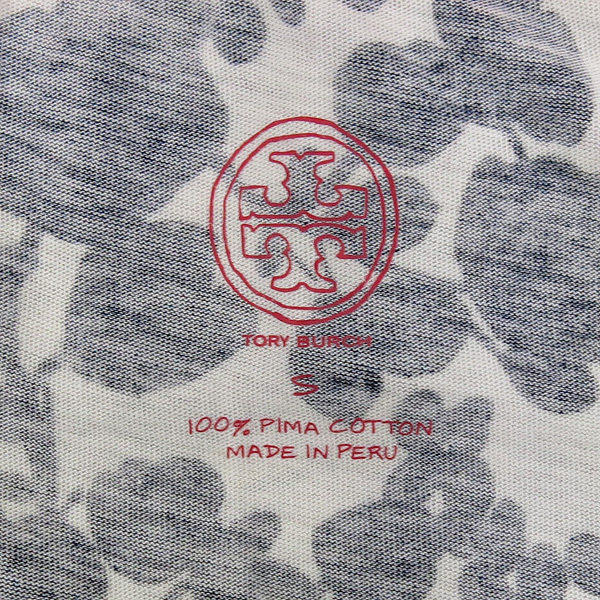 TORY BURCH
S
100% PIMA COTTON
MADE IN PERU